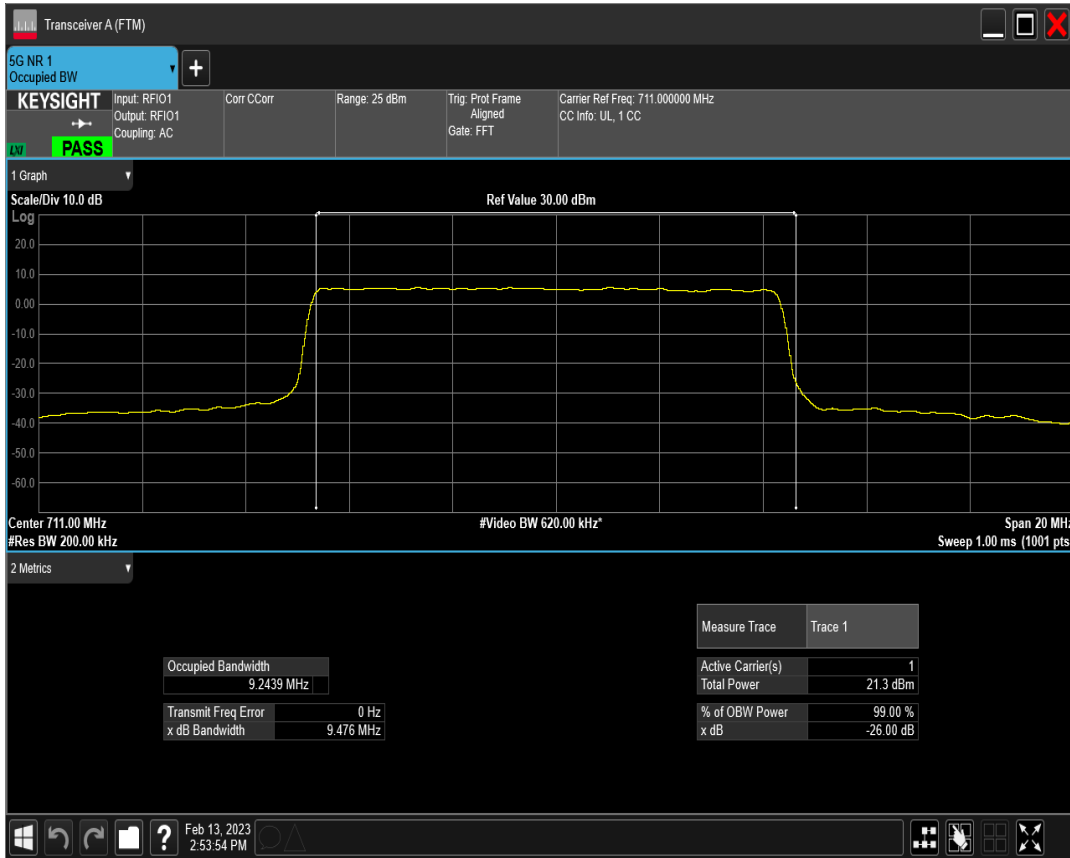 Transceiver A (FTM)
5G NR 1
Occupied BW
+
KEYSIGHT
LXI
PASS
Input: RFIO1
Output: RFIO1
Coupling: AC
Corr CCorr
Range: 25 dBm
Trig: Prot Frame
Aligned
Gate: FFT
Carrier Ref Freq: 711.000000 MHz
CC Info: UL, 1 CC
1 Graph
Scale/Div 10.0 dB
Ref Value 30.00 dBm
Log
20.0
10.0
0.00
-10.0
-20.0
-30.0
-40.0
-50.0
-60.0
Center 711.00 MHz
#Video BW 620.00 kHz*
Span 20 MHz
#Res BW 200.00 kHz
Sweep 1.00 ms (1001 pts
2 Metrics
Measure Trace Trace 1
Occupied Bandwidth
9.2439 MHz
Active Carrier(s) 1
Total Power 21.3 dBm
Transmit Freq Error 0 Hz
x dB Bandwidth 9.476 MHz
% of OBW Power 99.00 %
x dB -26.00 dB
?
Feb 13, 2023
2:53:54 PM